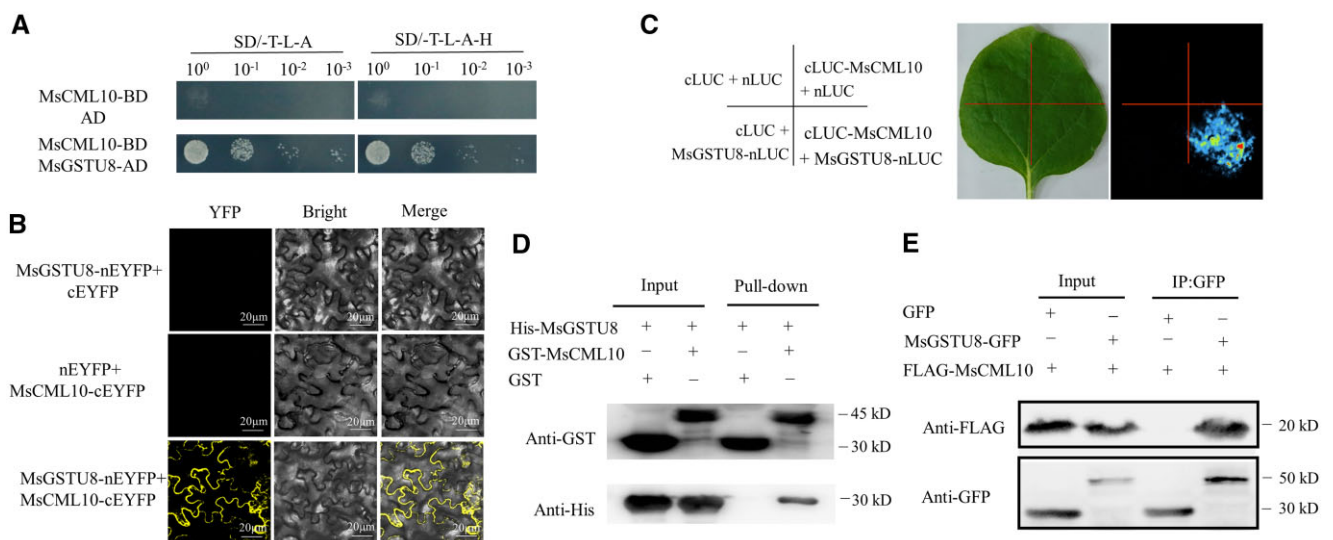 A
SD/-T-L-A SD/-T-L-A-H
10⁰ 10⁻¹ 10⁻² 10⁻³ 10⁰ 10⁻¹ 10⁻² 10⁻³
MsCML10-BD
AD
MsCML10-BD
MsGSTU8-AD
B
YFP Bright Merge
MsGSTU8-nEYFP+
cEYFP
20μm 20μm 20μm
nEYFP+
MsCML10-cEYFP
20μm 20μm 20μm
MsGSTU8-nEYFP+
MsCML10-cEYFP
20μm 20μm 20μm
C
cLUC + nLUC
cLUC-MsCML10
+ nLUC
cLUC +
MsGSTU8-nLUC
cLUC-MsCML10
+ MsGSTU8-nLUC
D
Input Pull-down
His-MsGSTU8 + + + +
GST-MsCML10 − + − +
GST + − + −
Anti-GST
− 45 kD
− 30 kD
Anti-His
− 30 kD
E
Input IP:GFP
GFP + − + −
MsGSTU8-GFP − + − +
FLAG-MsCML10 + + + +
Anti-FLAG
− 20 kD
Anti-GFP
− 50 kD
− 30 kD